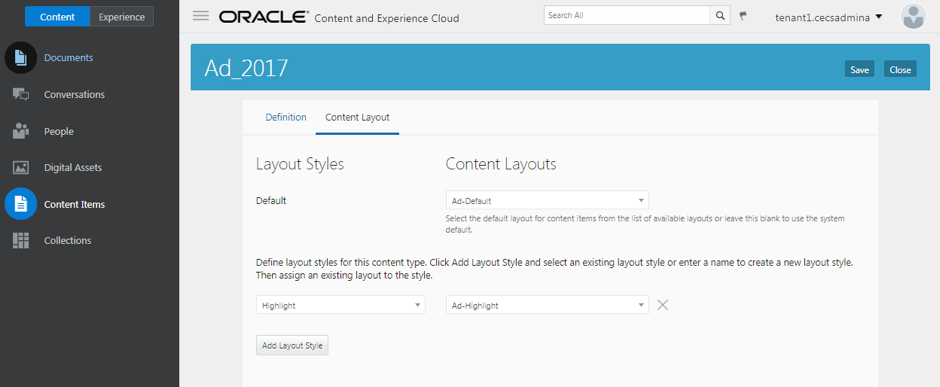 Content Experience
ORACLE® Content and Experience Cloud
Search All
tenant1.cecsadmina
Documents
Conversations
People
Digital Assets
Content Items
Collections
Ad_2017
Save Close
Definition Content Layout
Layout Styles Content Layouts
Default Ad-Default
Select the default layout for content items from the list of available layouts or leave this blank to use the system
default.
Define layout styles for this content type. Click Add Layout Style and select an existing layout style or enter a name to create a new layout style.
Then assign an existing layout to the style.
Highlight Ad-Highlight
Add Layout Style